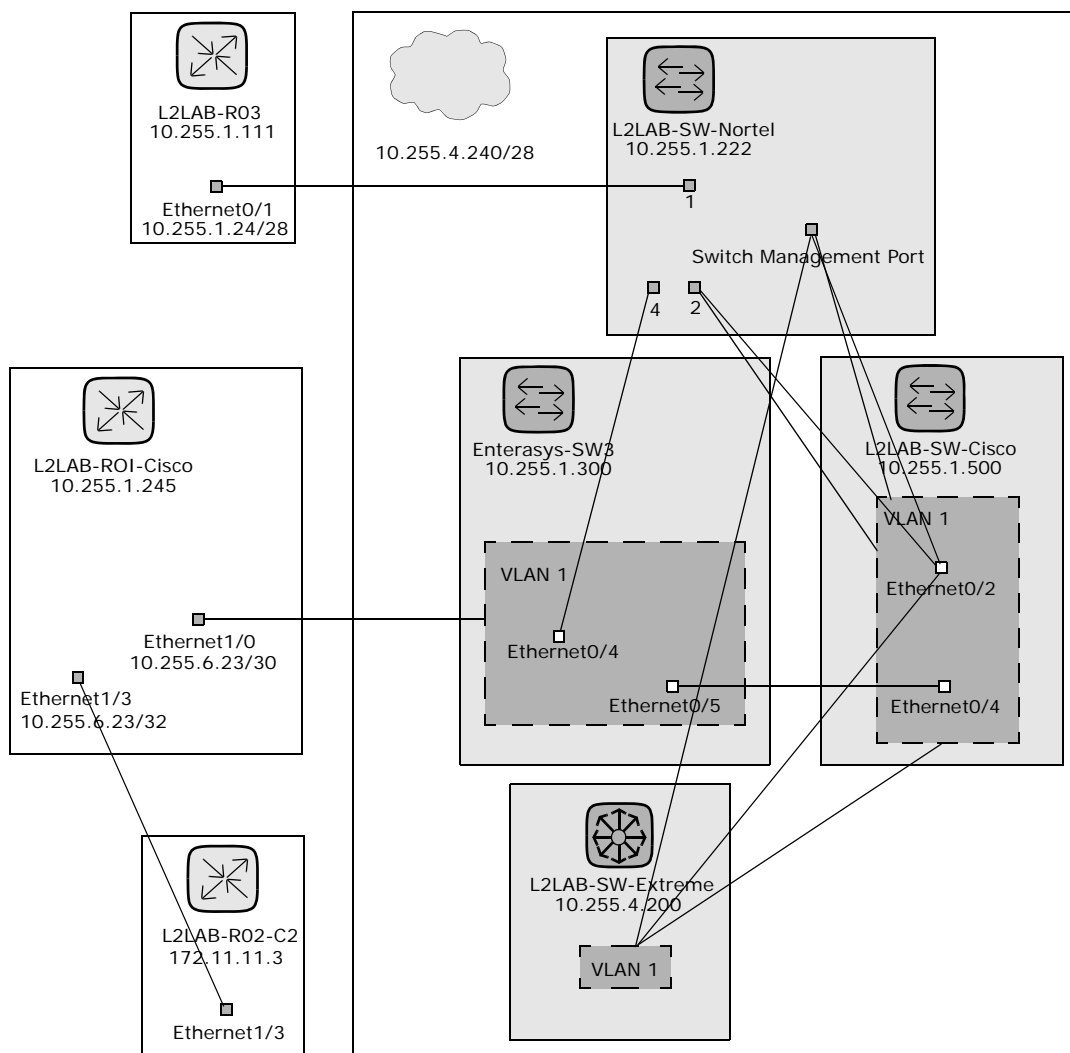 L2LAB-R03
10.255.1.111
Ethernet0/1
10.255.1.24/28
10.255.4.240/28
L2LAB-SW-Nortel
10.255.1.222
1
Switch Management Port
4
2
L2LAB-ROI-Cisco
10.255.1.245
Ethernet1/0
10.255.6.23/30
Ethernet1/3
10.255.6.23/32
Enterasys-SW3
10.255.1.300
VLAN 1
Ethernet0/4
Ethernet0/5
L2LAB-SW-Cisco
10.255.1.500
VLAN 1
Ethernet0/2
Ethernet0/4
L2LAB-SW-Extreme
10.255.4.200
VLAN 1
L2LAB-R02-C2
172.11.11.3
Ethernet1/3